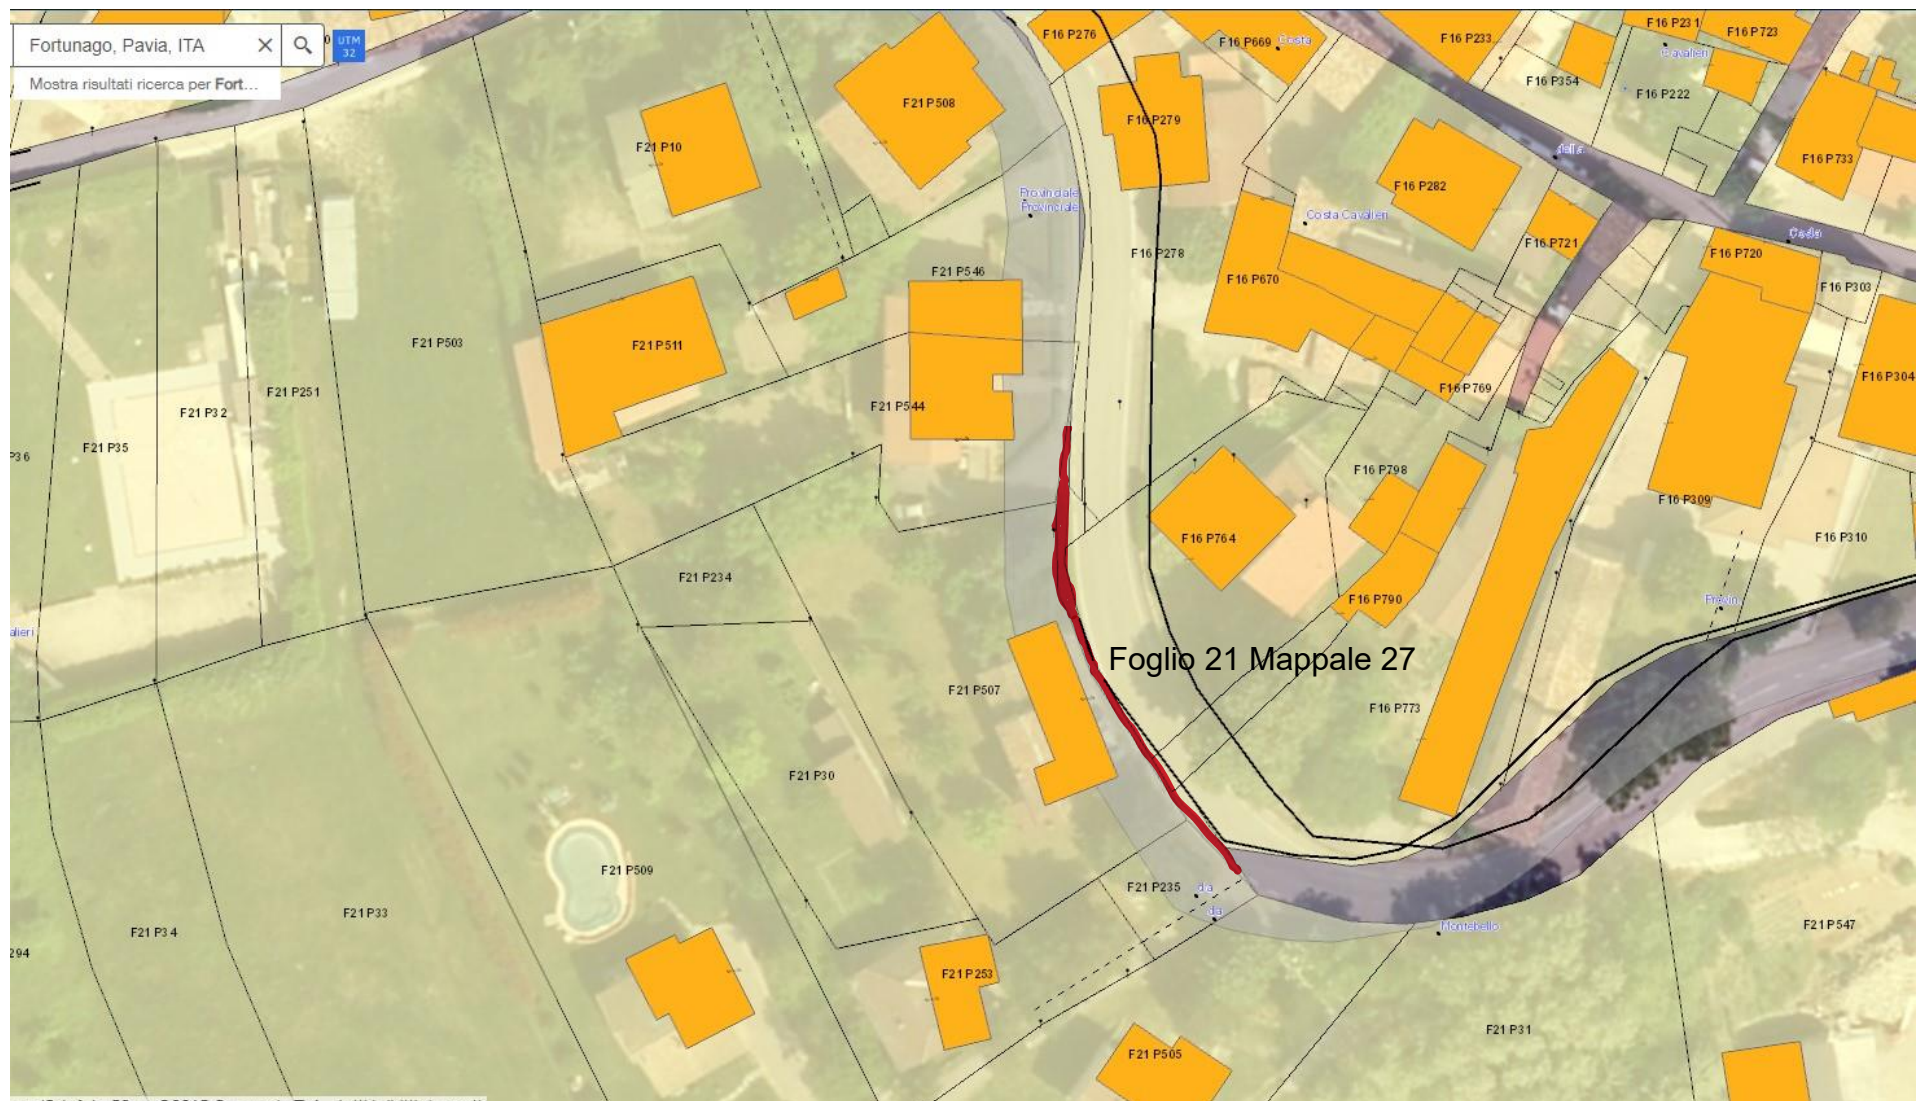 Fortunago, Pavia, ITA
UTM
32
Mostra risultati ricerca per Fort...
F16 P276
F16 P669
Costa
F16 P233
F16 P231
F16 P723
Cavalieri
F16 P354
F16 P222
F21 P508
F21 P10
F16 P279
della
F16 P733
F16 P282
Provinciale
Provinciale
Costa Cavalieri
F16 P721
Costa
F16 P720
F16 P278
F21 P546
F16 P670
F16 P303
F21 P503
F21 P511
F16 P304
F21 P251
F16 P769
F21 P32
F21 P544
F21 P35
P36
F16 P798
F16 P309
F16 P764
F16 P310
F21 P234
F16 P790
Provin
alieri
Foglio 21 Mappale 27
F21 P507
F16 P773
F21 P30
F21 P509
F21 P235
da
da
F21 P33
F21 P34
Montebello
F21 P547
294
F21 P253
F21 P31
F21 P505